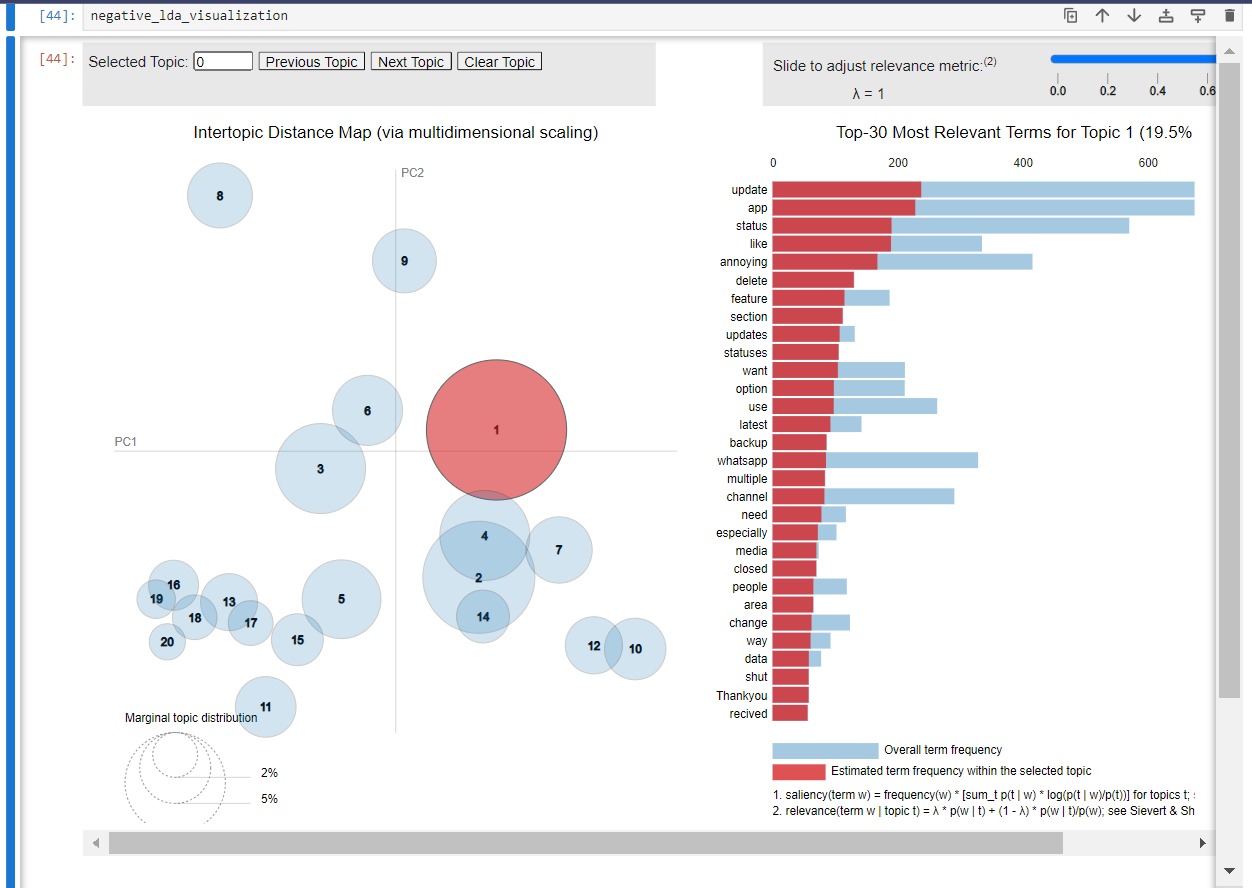 [44]: negative_lda_visualization
[44]:
Selected Topic: 0 Previous Topic Next Topic Clear Topic
Slide to adjust relevance metric:(2)
λ = 1
0.0 0.2 0.4 0.6
Intertopic Distance Map (via multidimensional scaling)
PC2
PC1
8
9
6
1
3
4
7
2
5
16
19
13
18
17
14
20
15
12
10
11
Marginal topic distribution
2%
5%
Top-30 Most Relevant Terms for Topic 1 (19.5%
0 200 400 600
update
app
status
like
annoying
delete
feature
section
updates
statuses
want
option
use
latest
backup
whatsapp
multiple
channel
need
especially
media
closed
people
area
change
way
data
shut
Thankyou
recived
Overall term frequency
Estimated term frequency within the selected topic
1. saliency(term w) = frequency(w) * [sum_t p(t | w) * log(p(t | w)/p(t))] for topics t;
2. relevance(term w | topic t) = λ * p(w | t) + (1 - λ) * p(w | t)/p(w); see Sievert & Sh